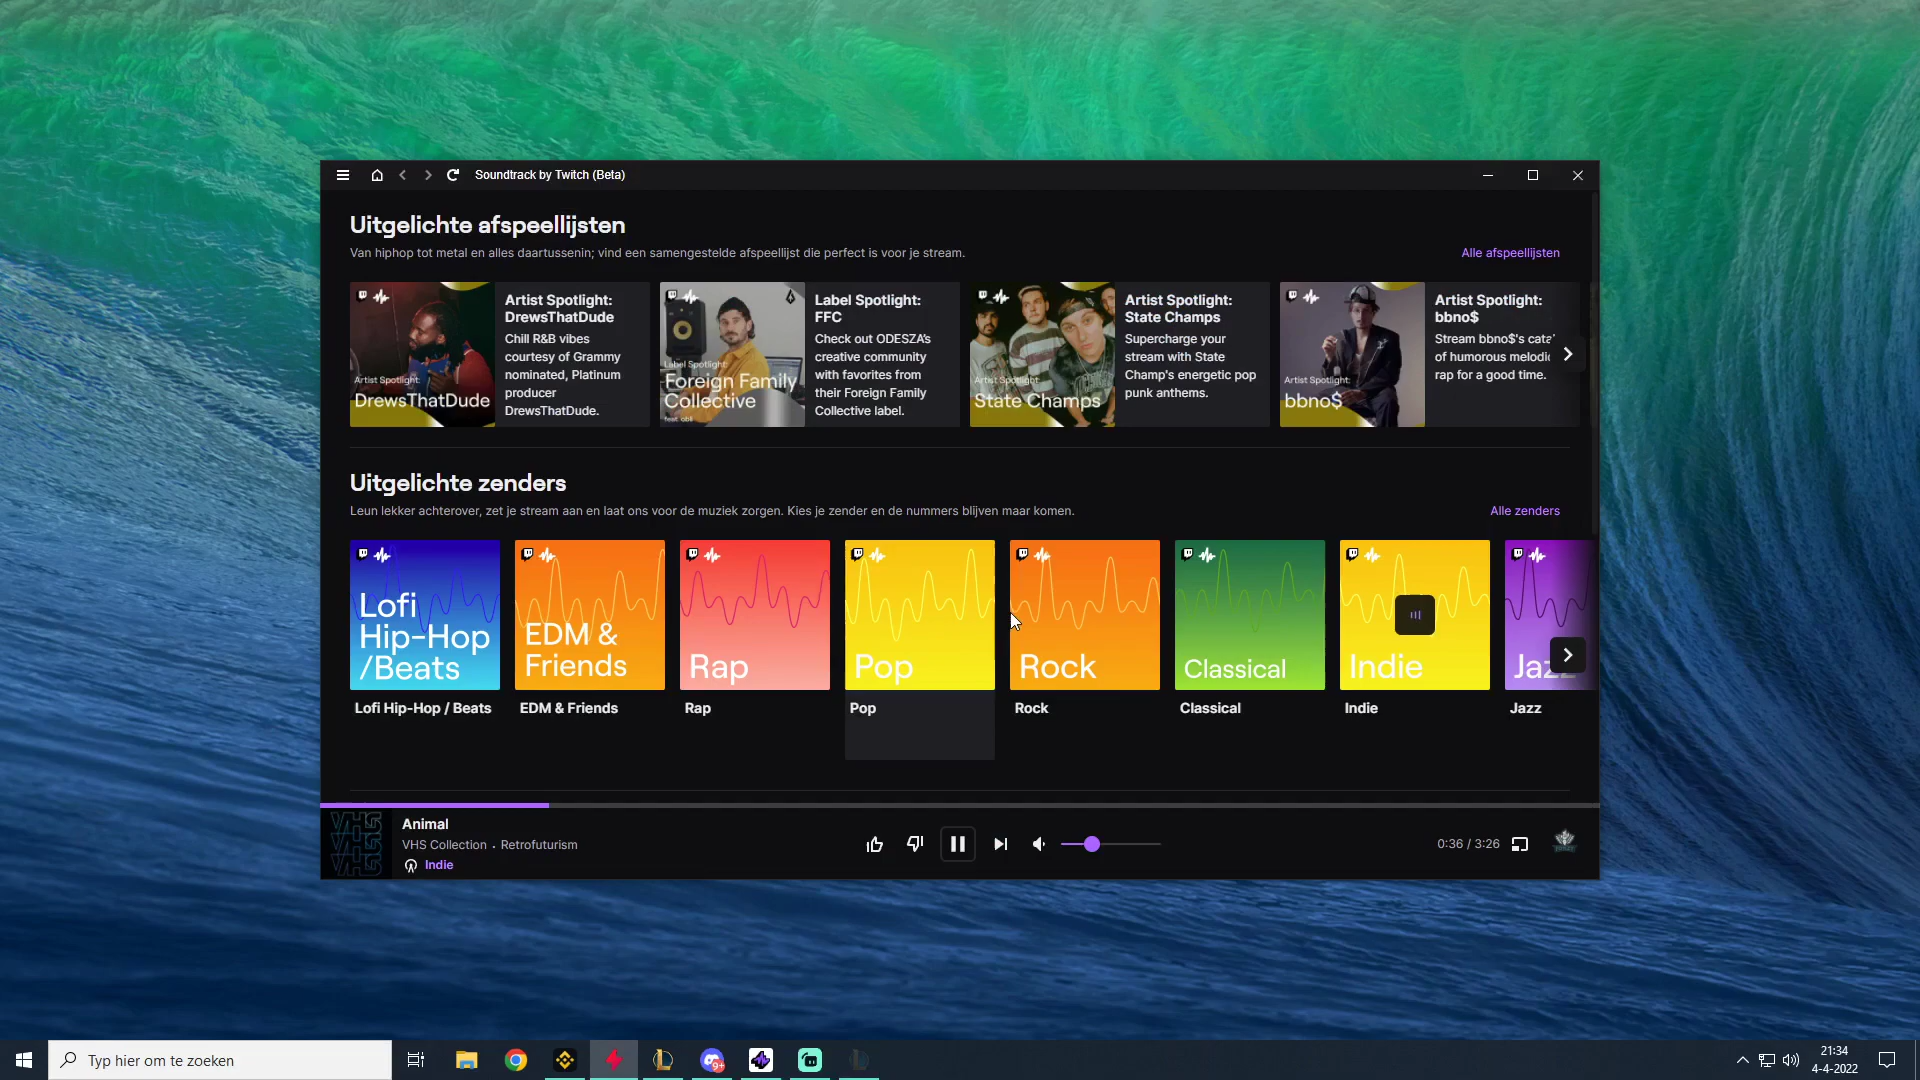 Soundtrack by Twitch (Beta)
Uitgelichte afspeellijsten
Van hiphop tot metal en alles daartussenin; vind een samengestelde afspeellijst die perfect is voor je stream.
Alle afspeellijsten
Artist Spotlight:
DrewsThatDude
Artist Spotlight:
DrewsThatDude
Chill R&B vibes
courtesy of Grammy
nominated, Platinum
producer
DrewsThatDude.
Label Spotlight:
Foreign Family
Collective
feat. obli
Label Spotlight:
FFC
Check out ODESZA's
creative community
with favorites from
their Foreign Family
Collective label.
Artist Spotlight:
State Champs
Artist Spotlight:
State Champs
Supercharge your
stream with State
Champ's energetic pop
punk anthems.
Artist Spotlight:
bbno$
Artist Spotlight:
bbno$
Stream bbno$'s cata
of humorous melodic
rap for a good time.
Uitgelichte zenders
Leun lekker achterover, zet je stream aan en laat ons voor de muziek zorgen. Kies je zender en de nummers blijven maar komen.
Alle zenders
Lofi
Hip-Hop
/Beats
EDM &
Friends
Rap
Pop
Rock
Classical
Indie
Jazz
Lofi Hip-Hop / Beats
EDM & Friends
Rap
Pop
Rock
Classical
Indie
Jazz
VHS
VHS
VHS
Animal
VHS Collection • Retrofuturism
Indie
0:36 / 3:26
Typ hier om te zoeken
9+
21:34
4-4-2022